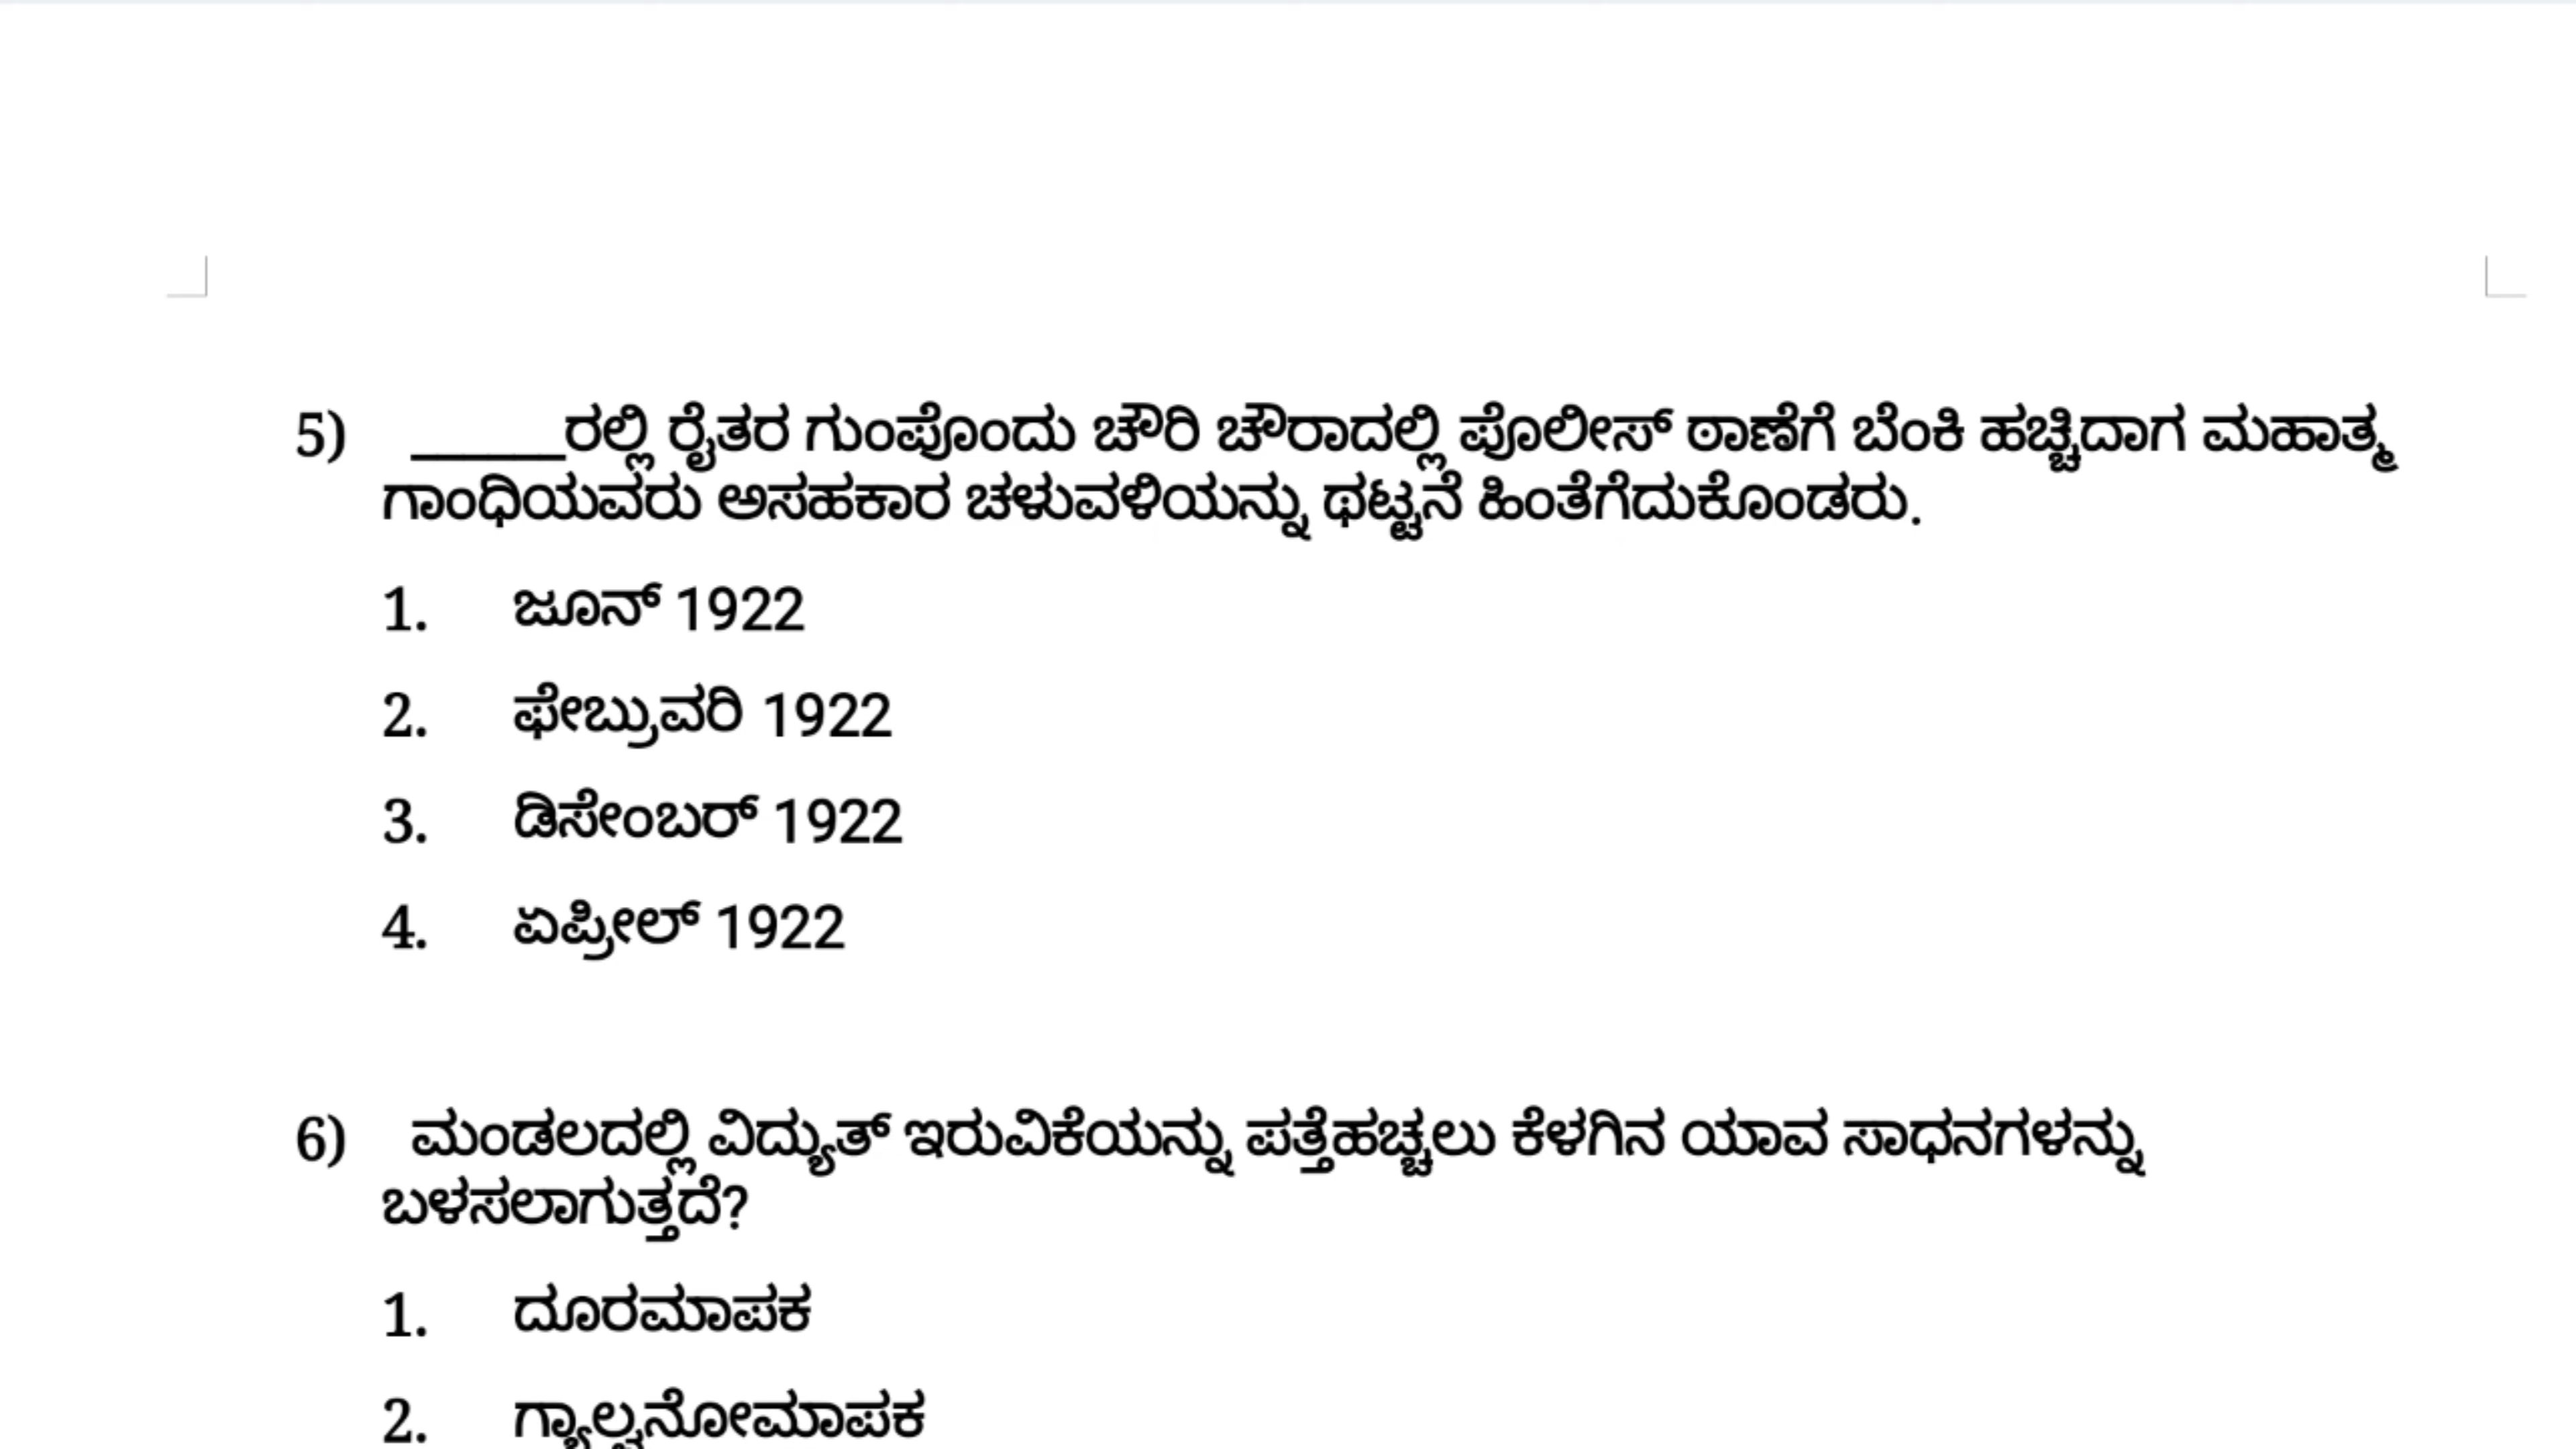 5) ______ರಲ್ಲಿ ರೈತರ ಗುಂಪೊಂದು ಚೌರಿ ಚೌರಾದಲ್ಲಿ ಪೊಲೀಸ್ ಠಾಣೆಗೆ ಬೆಂಕಿ ಹಚ್ಚಿದಾಗ ಮಹಾತ್ಮ
ಗಾಂಧಿಯವರು ಅಸಹಕಾರ ಚಳುವಳಿಯನ್ನು ಥಟ್ಟನೆ ಹಿಂತೆಗೆದುಕೊಂಡರು.
1. ಜೂನ್ 1922
2. ಫೇಬ್ರುವರಿ 1922
3. ಡಿಸೇಂಬರ್ 1922
4. ಏಪ್ರೀಲ್ 1922
6) ಮಂಡಲದಲ್ಲಿ ವಿದ್ಯುತ್ ಇರುವಿಕೆಯನ್ನು ಪತ್ತೆಹಚ್ಚಲು ಕೆಳಗಿನ ಯಾವ ಸಾಧನಗಳನ್ನು
ಬಳಸಲಾಗುತ್ತದೆ?
1. ದೂರಮಾಪಕ
2. ಗ್ಯಾಲ್ವನೋಮಾಪಕ